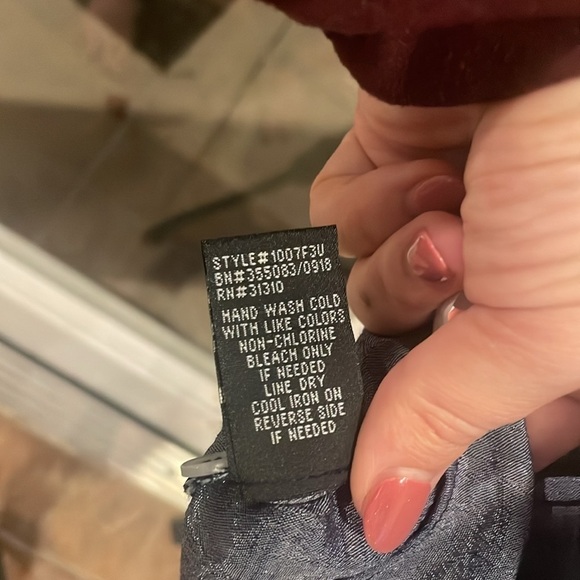 STYLE#1007F3U
BN#355083/0918
RN#31310
HAND WASH COLD
WITH LIKE COLORS
NON-CHLORINE
BLEACH ONLY
IF NEEDED
LINE DRY
COOL IRON ON
REVERSE SIDE
IF NEEDED